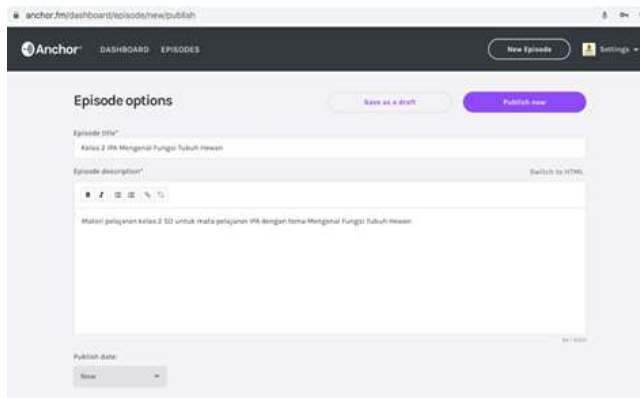 anchor.fm/dashboard/episode/new/publish
Anchor DASHBOARD EPISODES New Episode Settings
Episode options Save as a draft Publish now
Episode title*
Kelas 2 IPA Mengenal Fungsi Tubuh Hewan
Episode description* Switch to HTML
Materi pelajaran kelas 2 SD untuk mata pelajaran IPA dengan tema Mengenal Fungsi Tubuh Hewan
Publish date:
Now